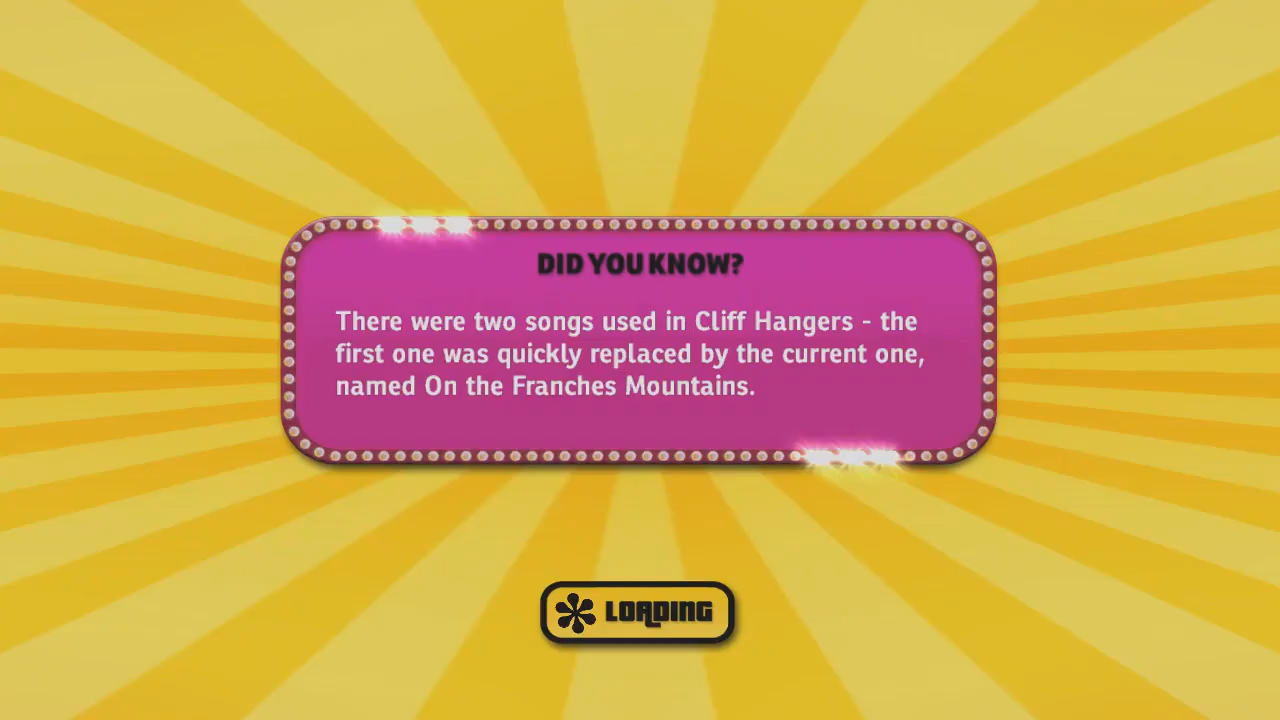 DID YOU KNOW?
There were two songs used in Cliff Hangers - the
first one was quickly replaced by the current one,
named On the Franches Mountains.
LOADING